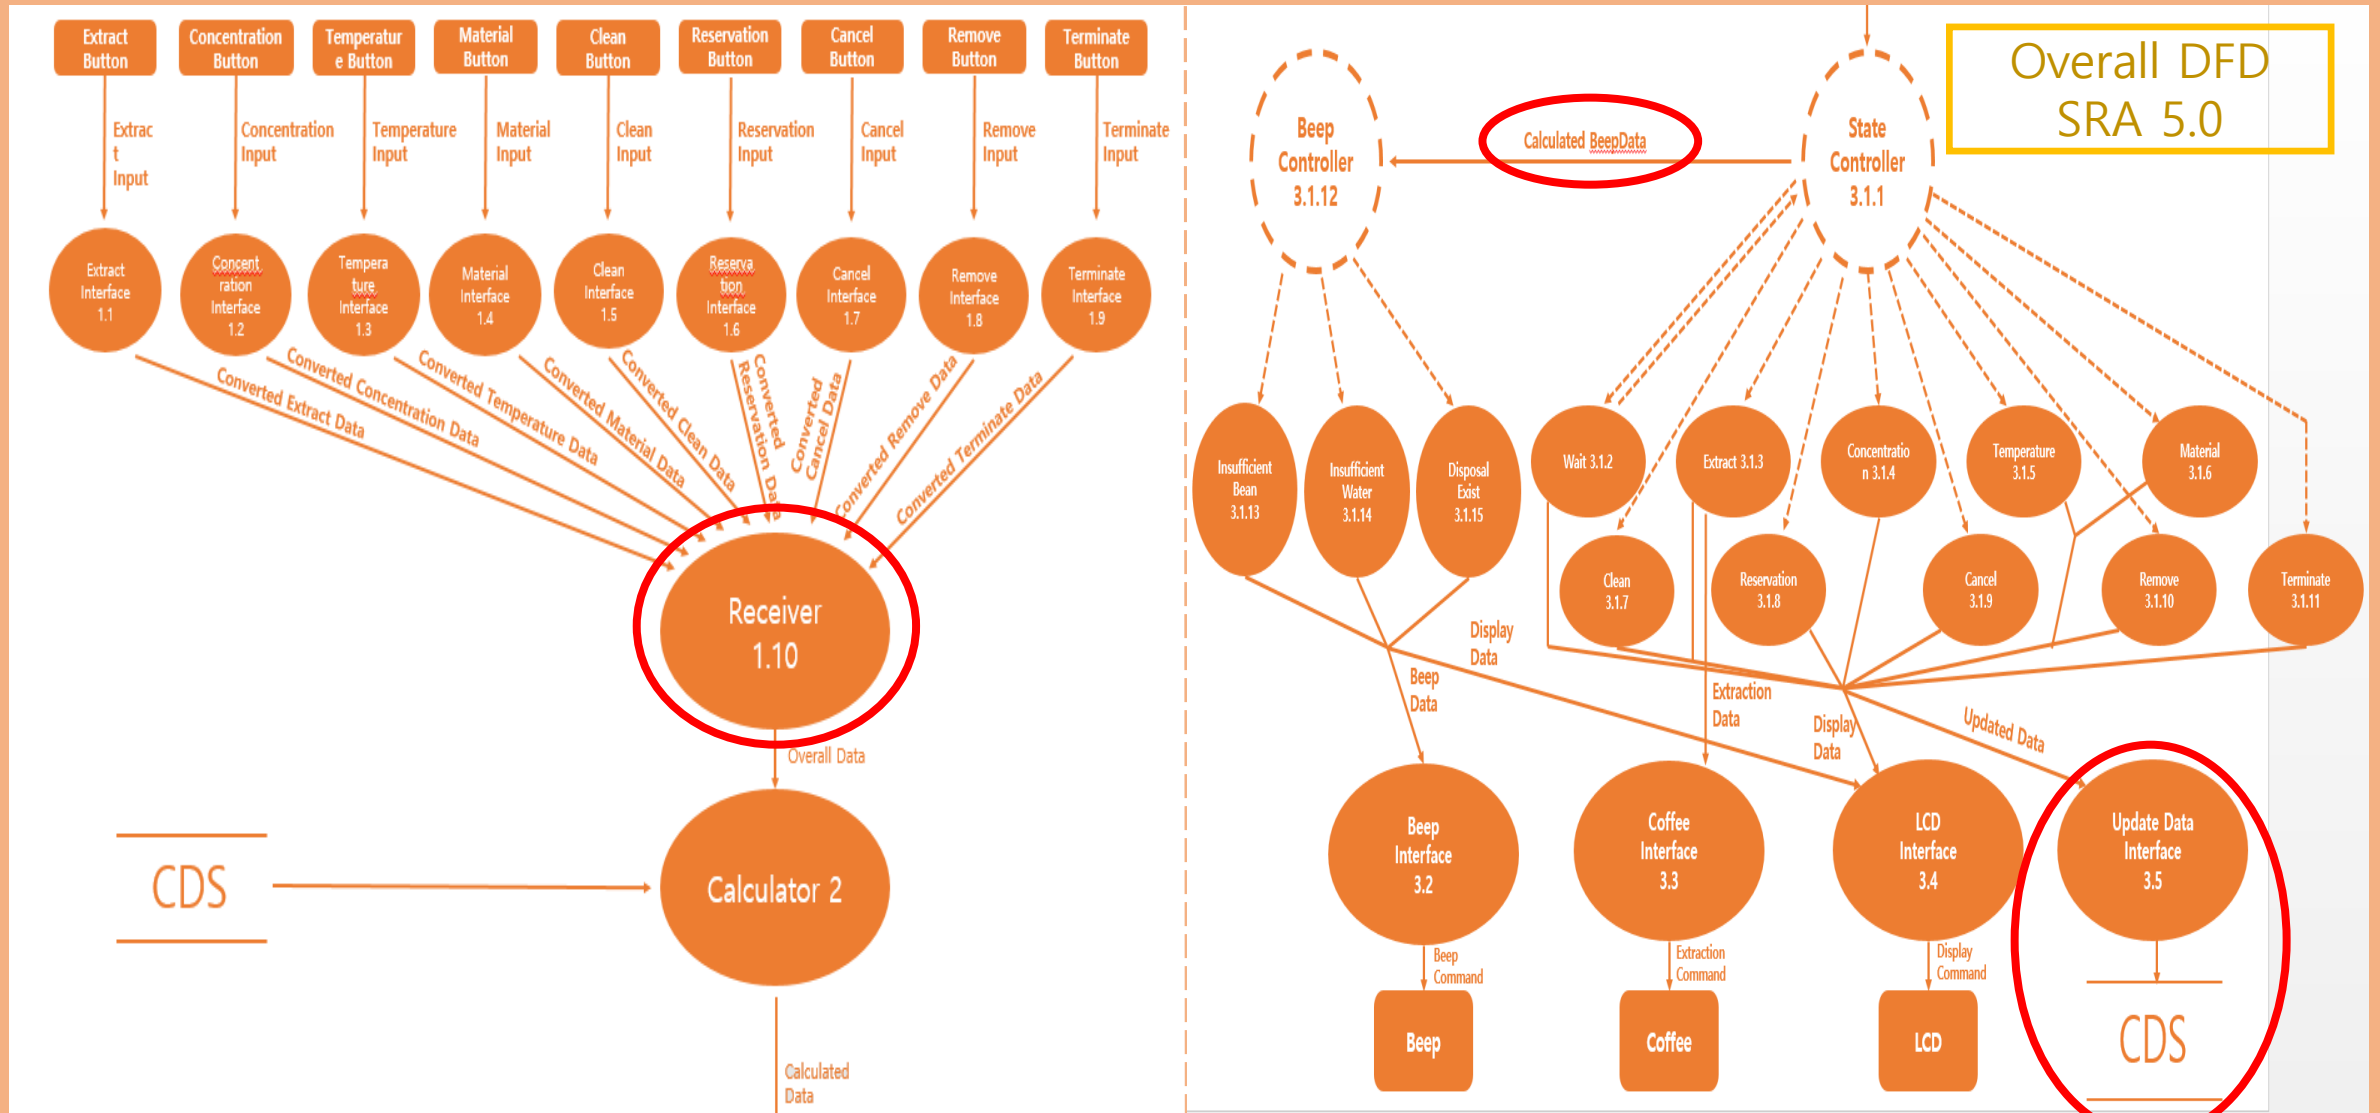 Extract
Button
Concentration
Button
Temperatur
e Button
Material
Button
Clean
Button
Reservation
Button
Cancel
Button
Remove
Button
Terminate
Button
Extrac
t
Input
Concentration
Input
Temperature
Input
Material
Input
Clean
Input
Reservation
Input
Cancel
Input
Remove
Input
Terminate
Input
Extract
Interface
1.1
Concent
ration
Interface
1.2
Tempera
ture
Interface
1.3
Material
Interface
1.4
Clean
Interface
1.5
Reserva
tion
Interface
1.6
Cancel
Interface
1.7
Remove
Interface
1.8
Terminate
Interface
1.9
Converted Extract Data
Converted Concentration Data
Converted Temperature Data
Converted Material Data
Converted Clean Data
Converted
Reservation Data
Converted
Cancel Data
Converted Remove Data
Converted Terminate Data
Receiver
1.10
Overall Data
CDS
Calculator 2
Calculated
Data
Overall DFD
SRA 5.0
Beep
Controller
3.1.12
Calculated BeepData
State
Controller
3.1.1
Insufficient
Bean
3.1.13
Insufficient
Water
3.1.14
Disposal
Exist
3.1.15
Wait 3.1.2
Extract 3.1.3
Concentratio
n 3.1.4
Temperature
3.1.5
Material
3.1.6
Clean
3.1.7
Reservation
3.1.8
Cancel
3.1.9
Remove
3.1.10
Terminate
3.1.11
Display
Data
Beep
Data
Extraction
Data
Display
Data
Updated Data
Beep
Interface
3.2
Coffee
Interface
3.3
LCD
Interface
3.4
Update Data
Interface
3.5
Beep
Command
Extraction
Command
Display
Command
Beep
Coffee
LCD
CDS